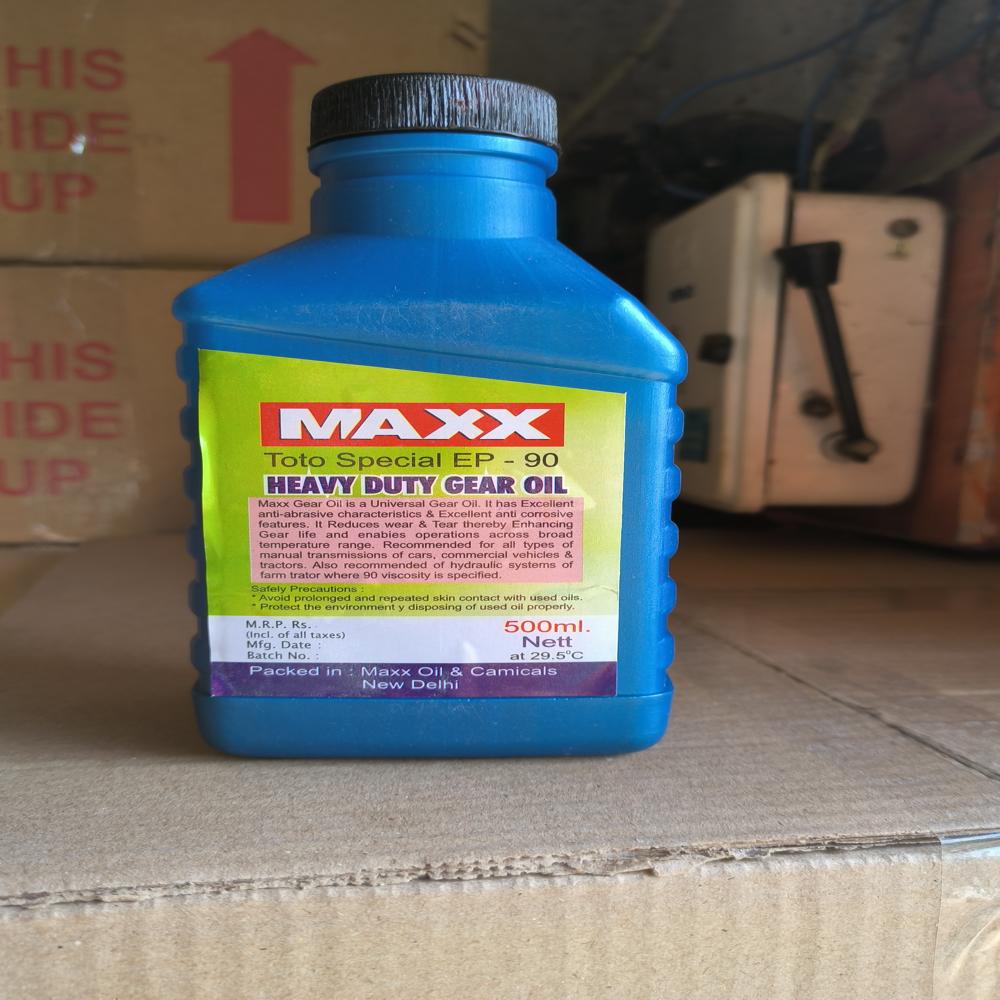 HIS
SIDE
UP
HIS
IDE
UP
MAXX
Toto Special EP - 90
HEAVY DUTY GEAR OIL
Maxx Gear Oil is a Universal Gear Oil. It has Excellent
anti-abrasive characteristics & Excellent anti corrosive
features. It Reduces wear & Tear thereby Enhancing
Gear life and enabies operations across broad
temperature range. Recommended for all types of
manual transmissions of cars, commercial vehicles &
tractors. Also recommended of hydraulic systems of
farm trator where 90 viscosity is specified.
Safely Precautions :
* Avoid prolonged and repeated skin contact with used oils.
* Protect the environment y disposing of used oil properly.
M.R.P. Rs.
(Incl. of all taxes)
Mfg. Date :
Batch No. :
500ml.
Nett
at 29.5°C
Packed in : Maxx Oil & Camicals
New Delhi